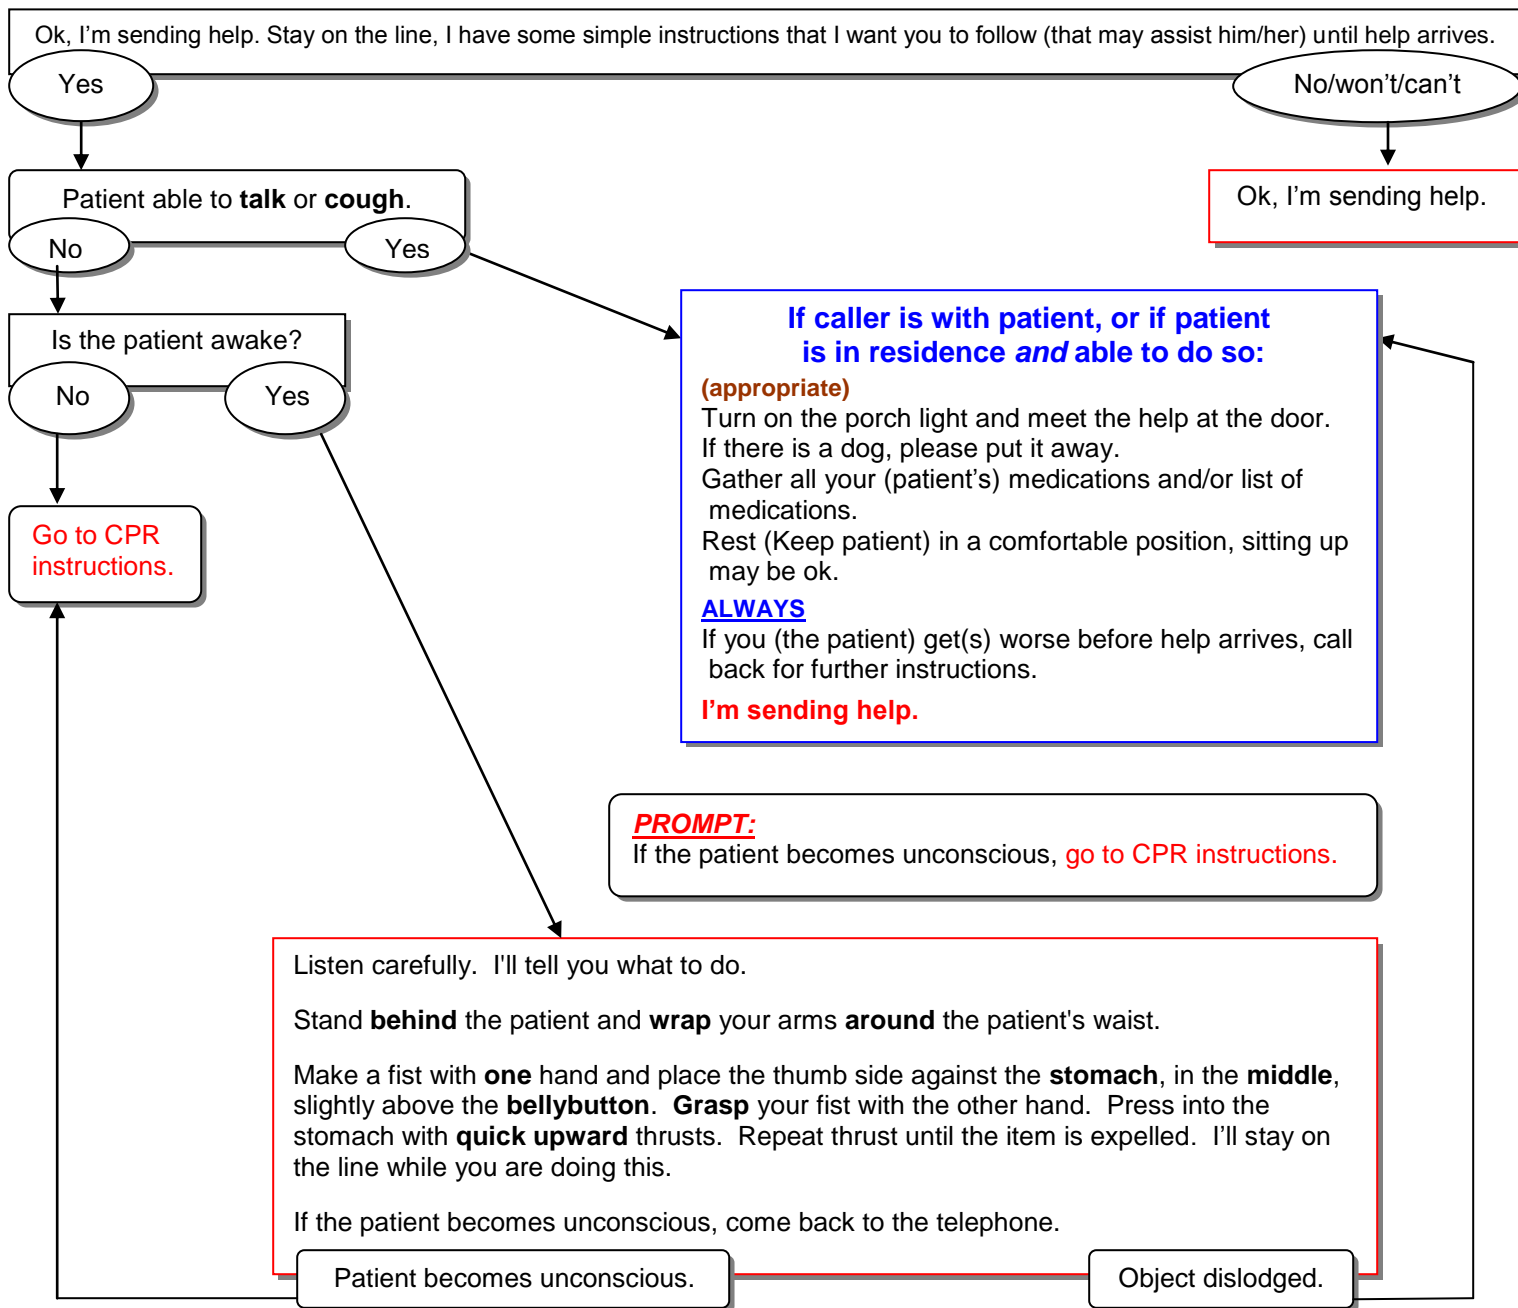 Ok, I'm sending help. Stay on the line, I have some simple instructions that I want you to follow (that may assist him/her) until help arrives.
Yes
No/won't/can't
Patient able to talk or cough.
Ok, I'm sending help.
No
Yes
Is the patient awake?
No
Yes
Go to CPR
instructions.
If caller is with patient, or if patient
is in residence and able to do so:
(appropriate)
Turn on the porch light and meet the help at the door.
If there is a dog, please put it away.
Gather all your (patient's) medications and/or list of
medications.
Rest (Keep patient) in a comfortable position, sitting up
may be ok.
ALWAYS
If you (the patient) get(s) worse before help arrives, call
back for further instructions.
I'm sending help.
PROMPT:
If the patient becomes unconscious, go to CPR instructions.
Listen carefully.  I'll tell you what to do.
Stand behind the patient and wrap your arms around the patient's waist.
Make a fist with one hand and place the thumb side against the stomach, in the middle,
slightly above the bellybutton.  Grasp your fist with the other hand.  Press into the
stomach with quick upward thrusts.  Repeat thrust until the item is expelled.  I'll stay on
the line while you are doing this.
If the patient becomes unconscious, come back to the telephone.
Patient becomes unconscious.
Object dislodged.